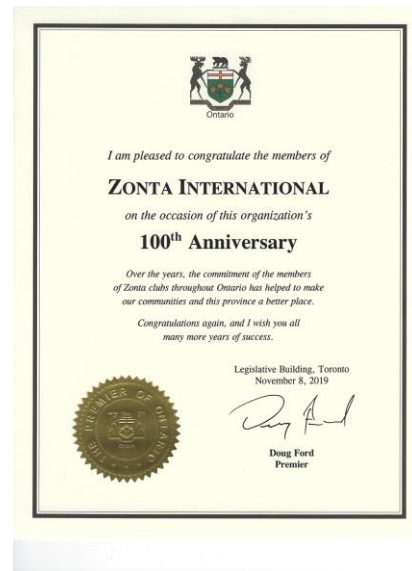 Ontario
I am pleased to congratulate the members of
ZONTA INTERNATIONAL
on the occasion of this organization's
100th Anniversary
Over the years, the commitment of the members
of Zonta clubs throughout Ontario has helped to make
our communities and this province a better place.
Congratulations again, and I wish you all
many more years of success.
Legislative Building, Toronto
November 8, 2019
Doug Ford
Premier
THE PREMIER OF ONTARIO